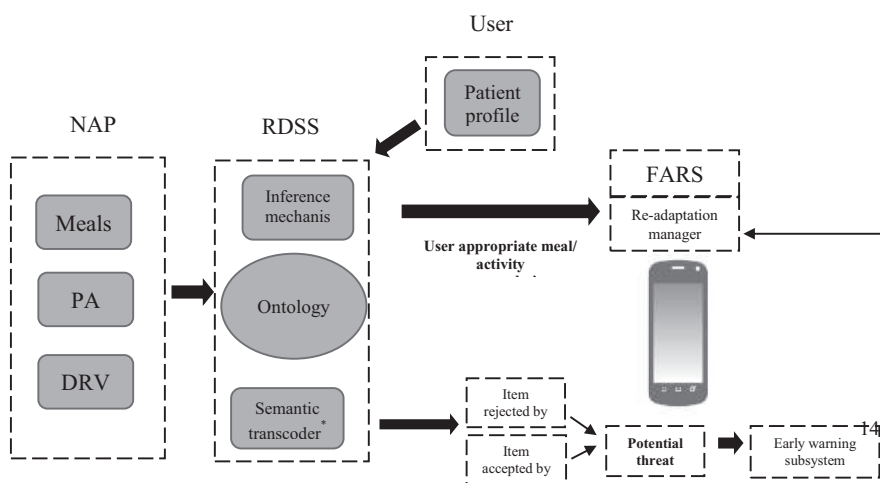 User
Patient
profile
NAP
RDSS
Meals
PA
DRV
Inference
mechanis
Ontology
Semantic
transcoder*
FARS
Re-adaptation
manager
User appropriate meal/
activity
Item
rejected by
Item
accepted by
Potential
threat
Early warning
subsystem
14